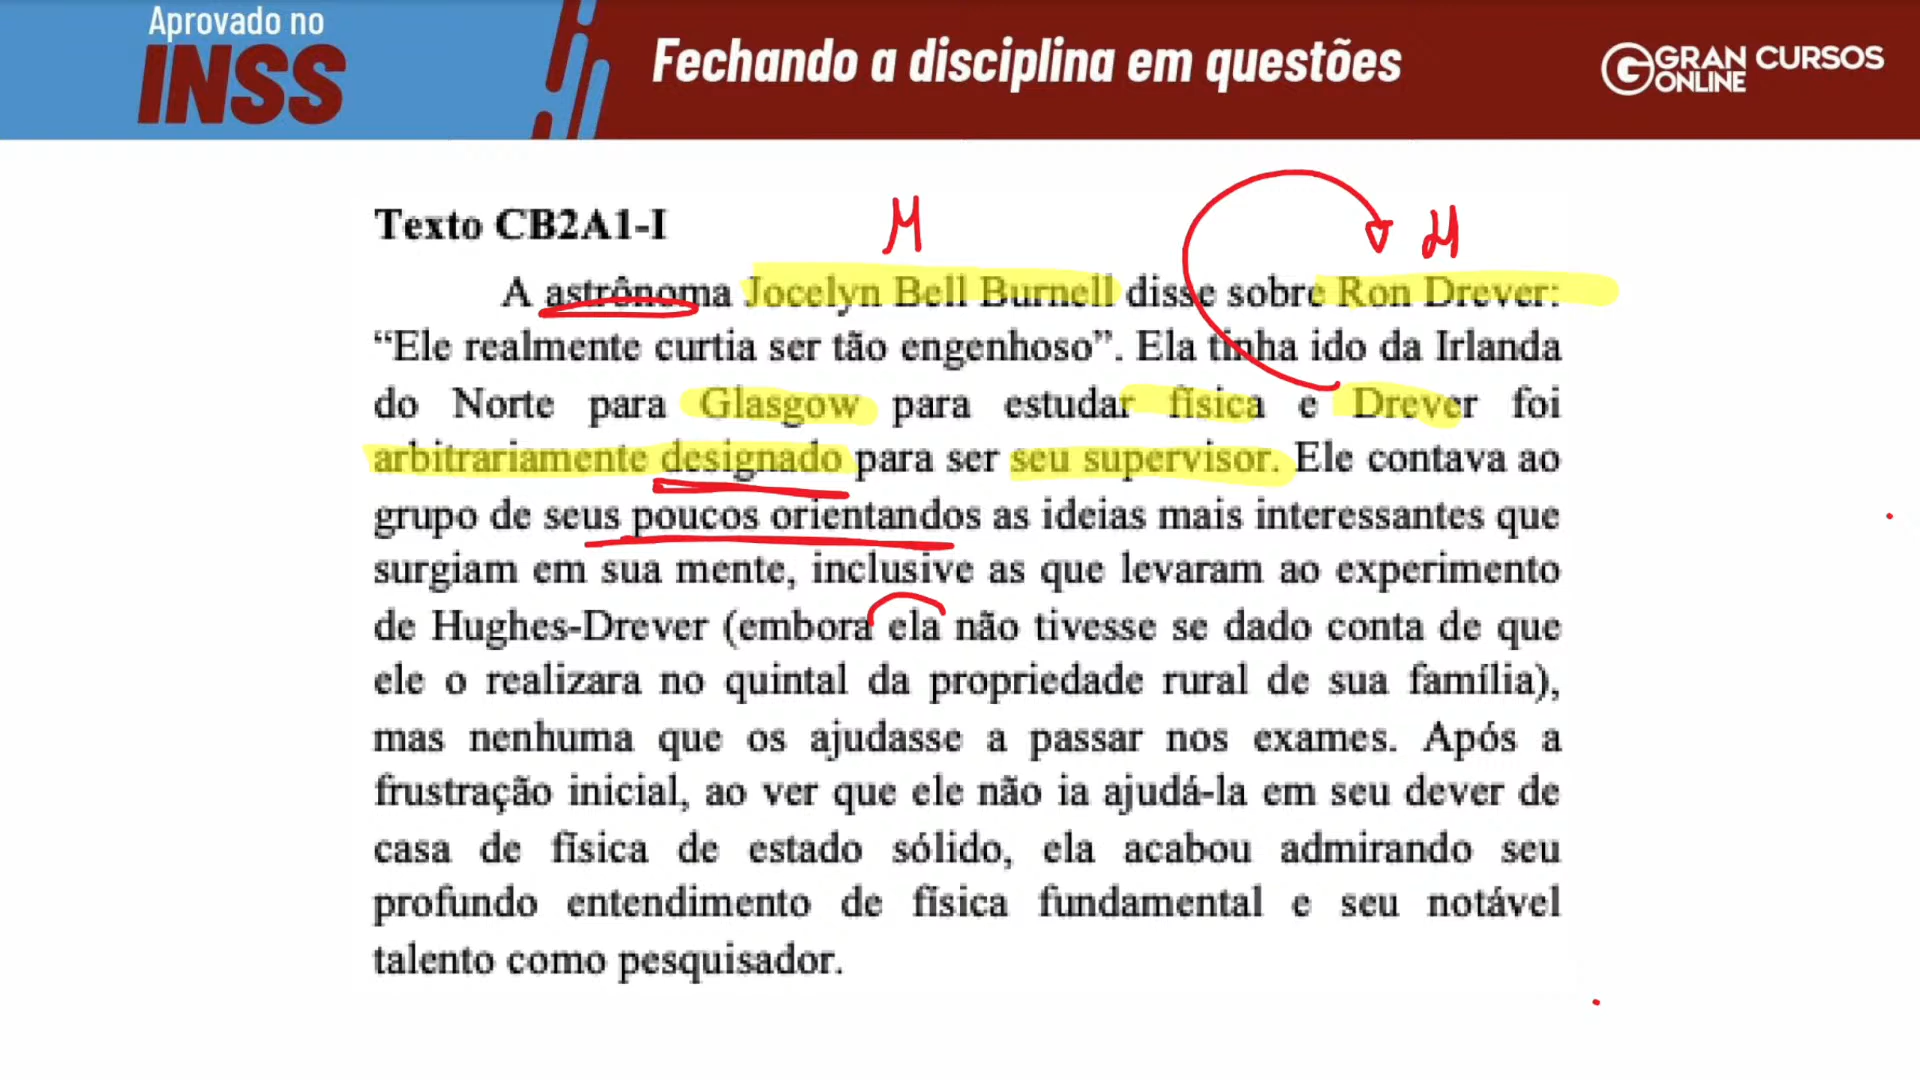 Aprovado no
INSS
Fechando a disciplina em questões
GRAN CURSOS
ONLINE
M
H
Texto CB2A1-I
A astrônoma Jocelyn Bell Burnell disse sobre Ron Drever:
“Ele realmente curtia ser tão engenhoso”. Ela tinha ido da Irlanda
do Norte para Glasgow para estudar física e Drever foi
arbitrariamente designado para ser seu supervisor. Ele contava ao
grupo de seus poucos orientandos as ideias mais interessantes que
surgiam em sua mente, inclusive as que levaram ao experimento
de Hughes-Drever (embora ela não tivesse se dado conta de que
ele o realizara no quintal da propriedade rural de sua família),
mas nenhuma que os ajudasse a passar nos exames. Após a
frustração inicial, ao ver que ele não ia ajudá-la em seu dever de
casa de física de estado sólido, ela acabou admirando seu
profundo entendimento de física fundamental e seu notável
talento como pesquisador.